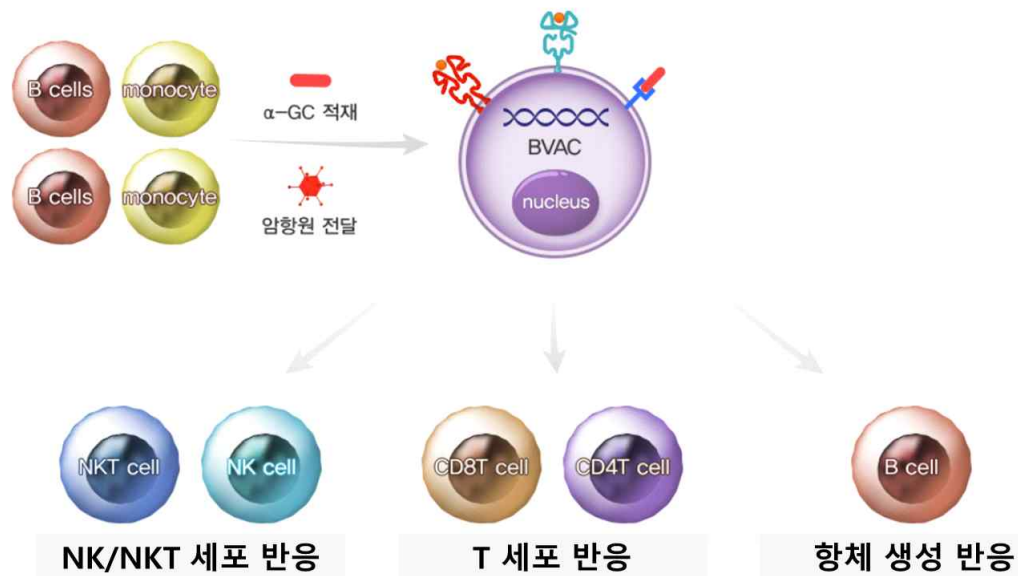 B cells
monocyte
α-GC 적재
BVAC
B cells
monocyte
nucleus
암항원 전달
NKT cell
NK cell
CD8T cell
CD4T cell
B cell
NK/NKT 세포 반응
T 세포 반응
항체 생성 반응